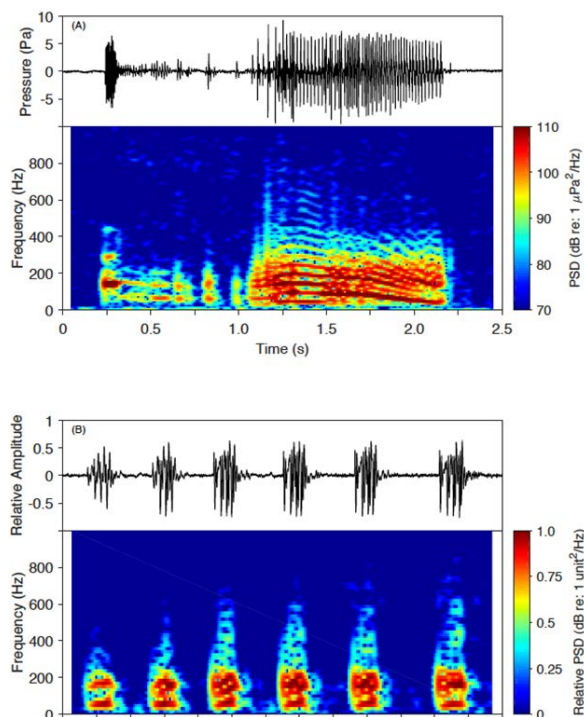 (A)
Pressure (Pa)
10
5
0
-5
Frequency (Hz)
800
600
400
200
0
0 0.5 1.0 1.5 2.0 2.5
Time (s)
110
100
90
80
70
PSD (dB re: 1 μPa²/Hz)
(B)
Relative Amplitude
1
0.5
0
-0.5
Frequency (Hz)
800
600
400
200
0
1.0
0.75
0.5
0.25
0
Relative PSD (dB re: 1 unit²/Hz)